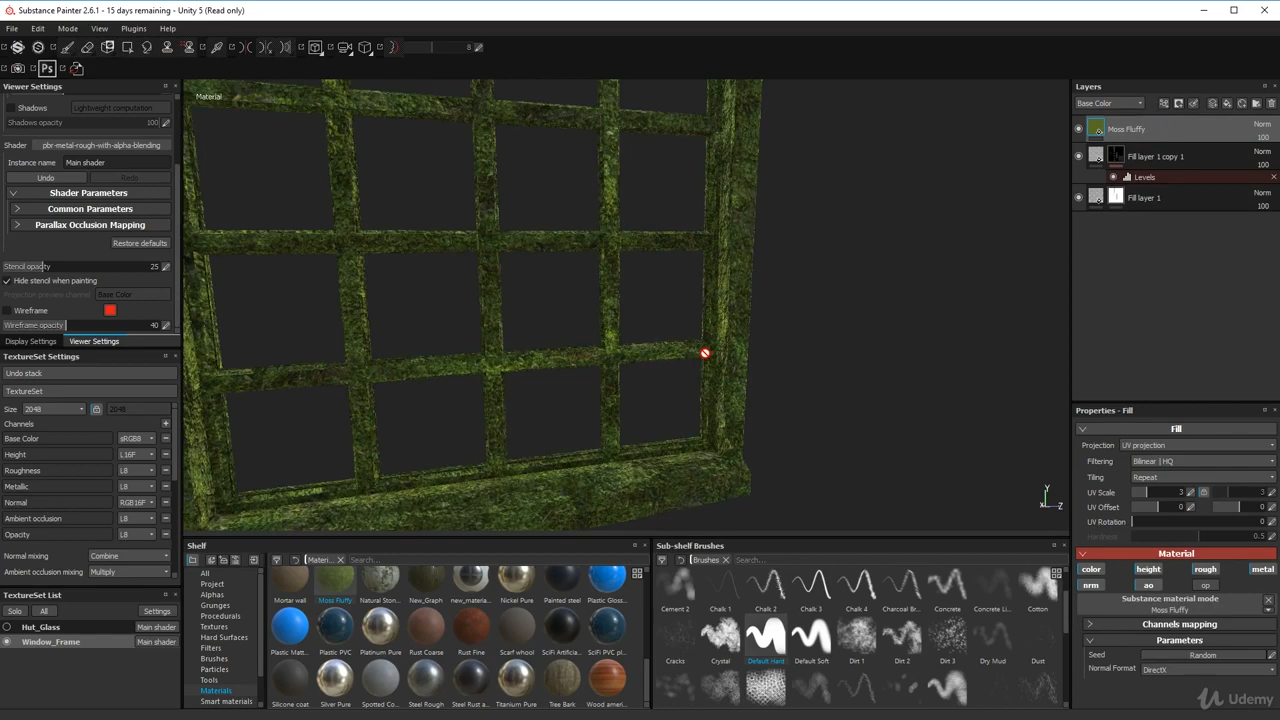 Substance Painter 2.6.1 - 15 days remaining - Unity 5 (Read only)
File Edit Mode View Plugins Help
8
Ps
Viewer Settings
Shadows Lightweight computation
Shadows opacity 100
Shader pbr-metal-rough-with-alpha-blending
Instance name Main shader
Undo Redo
Shader Parameters
Common Parameters
Parallax Occlusion Mapping
Restore defaults
Stencil opacity 25
Hide stencil when painting
Projection preview channel Base Color
Wireframe
Wireframe opacity 40
Display Settings Viewer Settings
TextureSet Settings
Undo stack
TextureSet
Size 2048 2048
Channels
Base Color sRGB8
Height L16F
Roughness L8
Metallic L8
Normal RGB16F
Ambient occlusion L8
Opacity L8
Normal mixing Combine
Ambient occlusion mixing Multiply
TextureSet List
Solo All Settings
Hut_Glass Main shader
Window_Frame Main shader
Material
Y
X Z
Shelf
Materi... Search...
All
Project
Alphas
Grunges
Procedurals
Textures
Hard Surfaces
Filters
Brushes
Particles
Tools
Materials
Smart materials
Mortar wall Moss Fluffy Natural Ston... New_Graph new_materia... Nickel Pure Painted steel Plastic Gloss...
Plastic Matt... Plastic PVC Platinum Pure Rust Coarse Rust Fine Scarf wool SciFi Artificia... SciFi PVC pl...
Silicone coat Silver Pure Spotted Co... Steel Rough Steel Rust a... Titanium Pure Tree Bark Wood ameri...
Sub-shelf Brushes
Brushes Search...
Cement 2 Chalk 1 Chalk 2 Chalk 3 Chalk 4 Charcoal Br... Concrete Concrete Li... Cotton
Cracks Crystal Default Hard Default Soft Dirt 1 Dirt 2 Dirt 3 Dry Mud Dust
Layers
Base Color
Moss Fluffy Norm 100
Fill layer 1 copy 1 Norm 100
Levels
Fill layer 1 Norm 100
Properties - Fill
Fill
Projection UV projection
Filtering Bilinear | HQ
Tiling Repeat
UV Scale 3 3
UV Offset 0 0
UV Rotation 0
Hardness 0.5
Material
color height rough metal
nrm ao op
Substance material mode
Moss Fluffy
Channels mapping
Parameters
Seed Random
Normal Format DirectX
Udemy